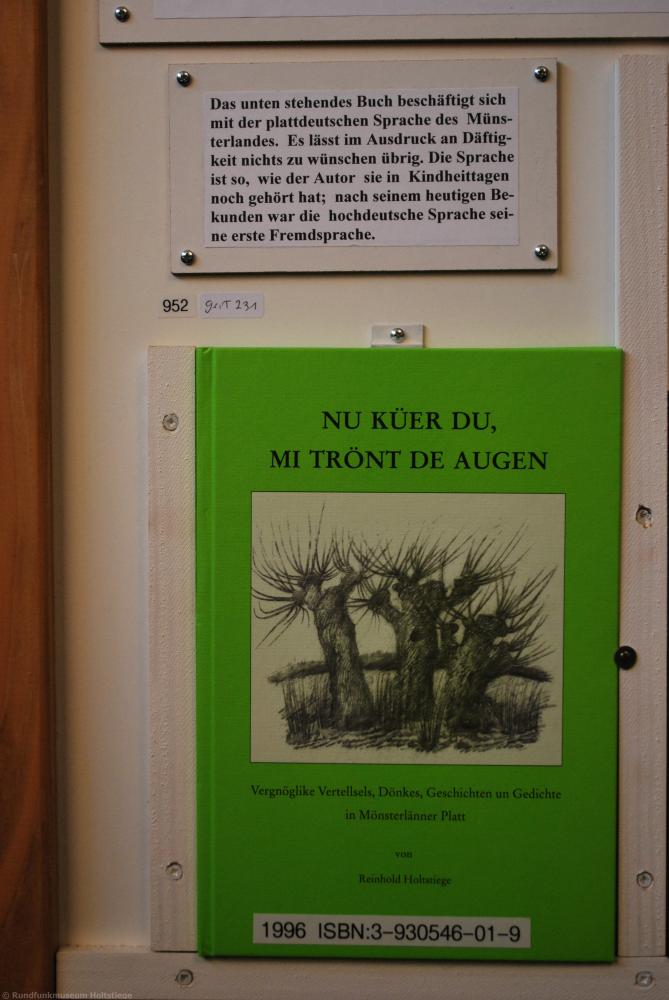 Das unten stehendes Buch beschäftigt sich
mit der plattdeutschen Sprache des Müns-
terlandes. Es lässt im Ausdruck an Däftig-
keit nichts zu wünschen übrig. Die Sprache
ist so, wie der Autor sie in Kindheittagen
noch gehört hat; nach seinem heutigen Be-
kunden war die hochdeutsche Sprache sei-
ne erste Fremdsprache.
952
231
NU KÜER DU,
MI TRÖNT DE AUGEN
Vergnöglike Vertellsels, Dönkes, Geschichten un Gedichte
in Mönsterlänner Platt
von
Reinhold Holtstiege
1996 ISBN:3-930546-01-9
© Rundfunkmuseum Holtstiege